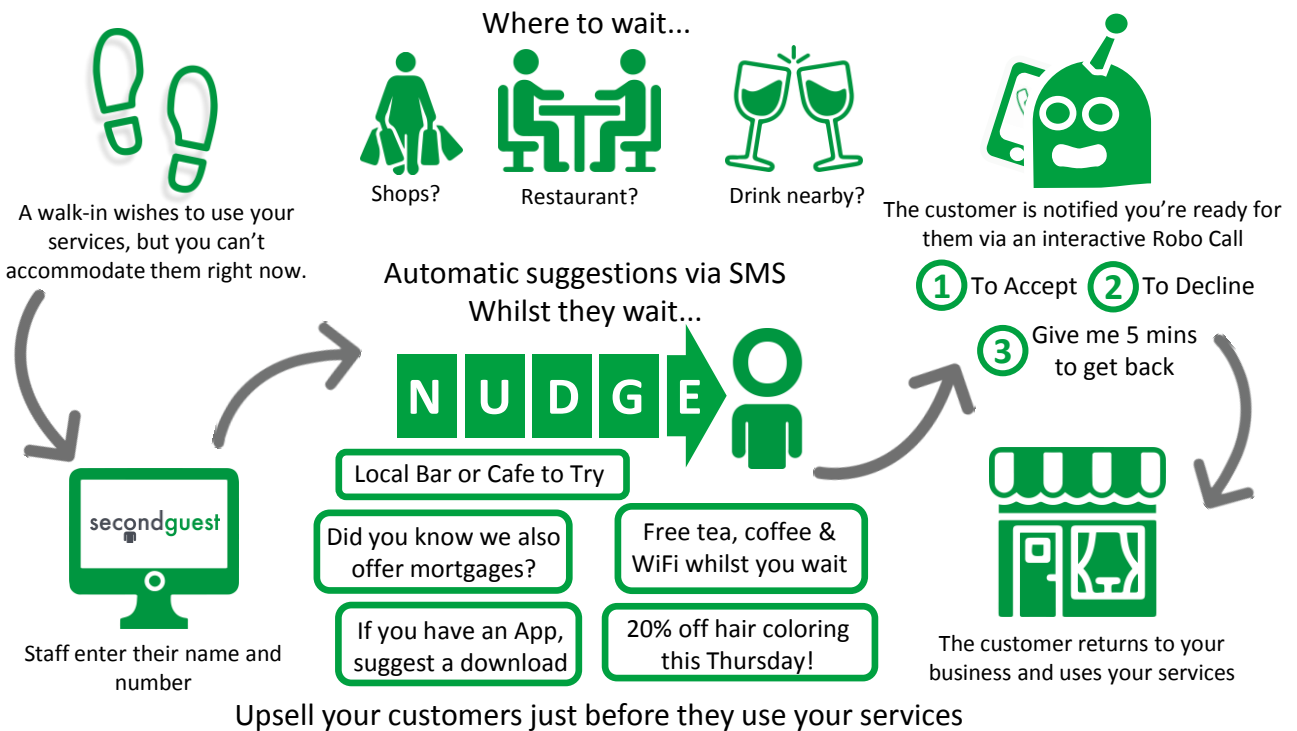 A walk-in wishes to use your
services, but you can't
accommodate them right now.
secondguest
Staff enter their name and
number
Where to wait...
Shops?
Restaurant?
Drink nearby?
Automatic suggestions via SMS
Whilst they wait...
N U D G E
Local Bar or Cafe to Try
Did you know we also
offer mortgages?
Free tea, coffee &
WiFi whilst you wait
If you have an App,
suggest a download
20% off hair coloring
this Thursday!
The customer is notified you’re ready for
them via an interactive Robo Call
1 To Accept 2 To Decline
3 Give me 5 mins
to get back
The customer returns to your
business and uses your services
Upsell your customers just before they use your services